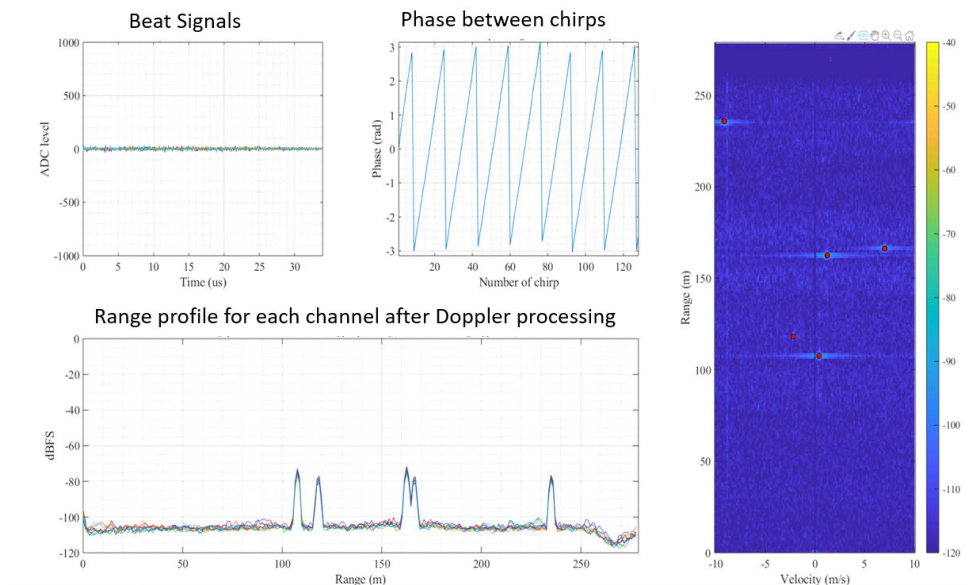 Beat Signals
1000
500
0
-500
-1000
ADC level
0 5 10 15 20 25 30
Time (us)
Phase between chirps
3
2
1
0
-1
-2
-3
Phase (rad)
20 40 60 80 100 120
Number of chirp
Range profile for each channel after Doppler processing
0
-20
-40
-60
-80
-100
-120
dBFS
0 50 100 150 200 250
Range (m)
250
200
150
100
50
0
Range (m)
-10 -5 0 5 10
Velocity (m/s)
-40
-50
-60
-70
-80
-90
-100
-110
-120